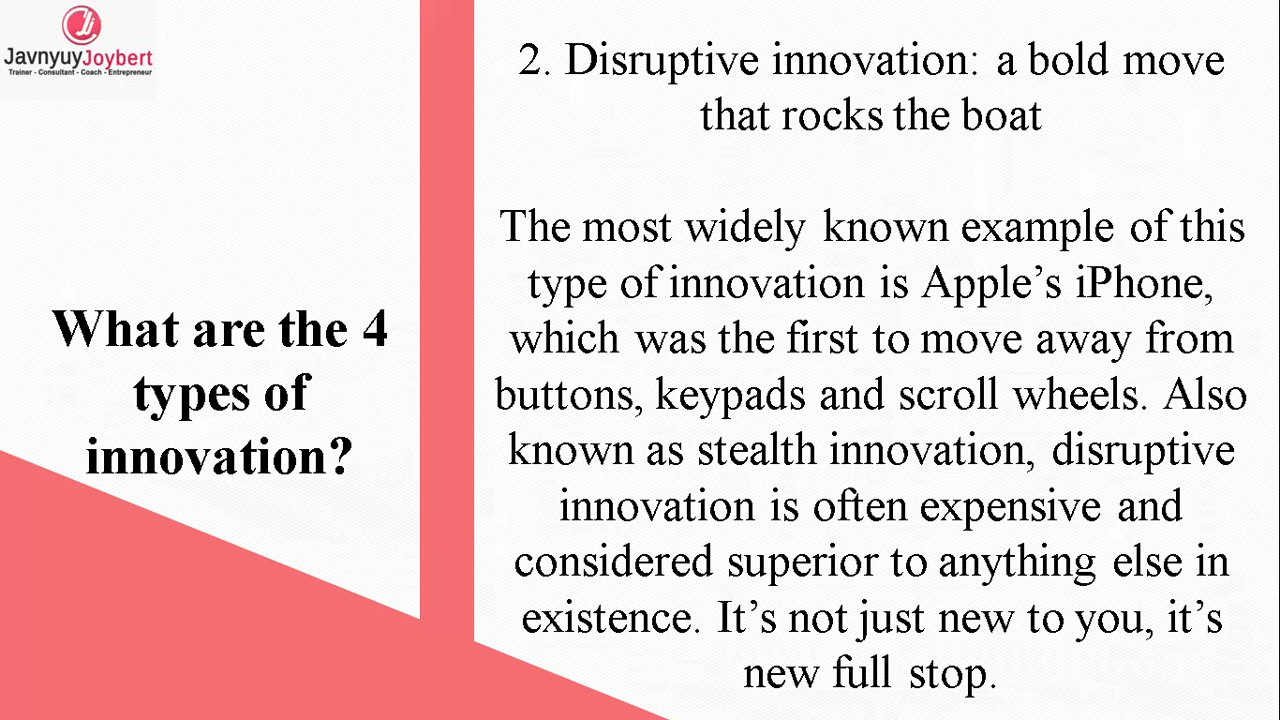 JavnyuyJoybert
Trainer - Consultant - Coach - Entrepreneur
What are the 4
types of
innovation?
2. Disruptive innovation: a bold move
that rocks the boat
The most widely known example of this
type of innovation is Apple’s iPhone,
which was the first to move away from
buttons, keypads and scroll wheels. Also
known as stealth innovation, disruptive
innovation is often expensive and
considered superior to anything else in
existence. It’s not just new to you, it’s
new full stop.